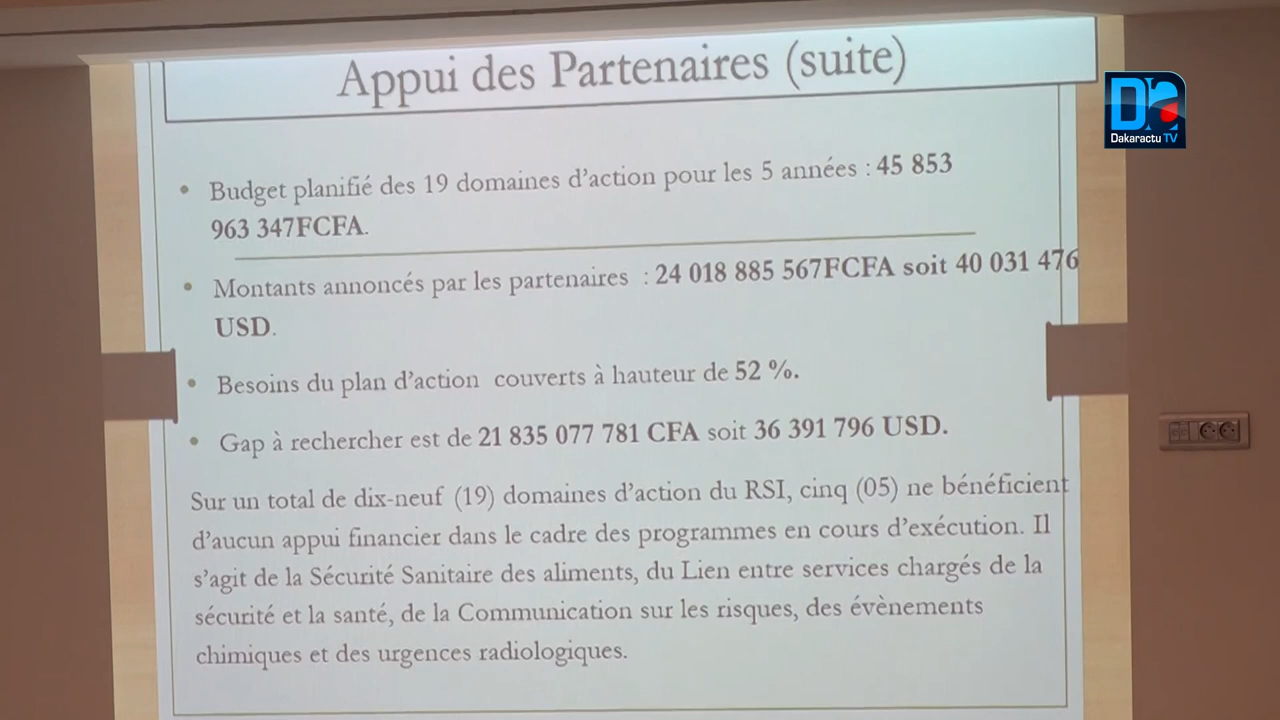 Appui des Partenaires (suite)
Dakaractu TV
• Budget planifié des 19 domaines d'action pour les 5 années : 45 853
963 347FCFA.
• Montants annoncés par les partenaires : 24 018 885 567FCFA soit 40 031 476
USD.
• Besoins du plan d'action couverts à hauteur de 52 %.
• Gap à rechercher est de 21 835 077 781 CFA soit 36 391 796 USD.
Sur un total de dix-neuf (19) domaines d'action du RSI, cinq (05) ne bénéficient
d'aucun appui financier dans le cadre des programmes en cours d'exécution. Il
s'agit de la Sécurité Sanitaire des aliments, du Lien entre services chargés de la
sécurité et la santé, de la Communication sur les risques, des évènements
chimiques et des urgences radiologiques.